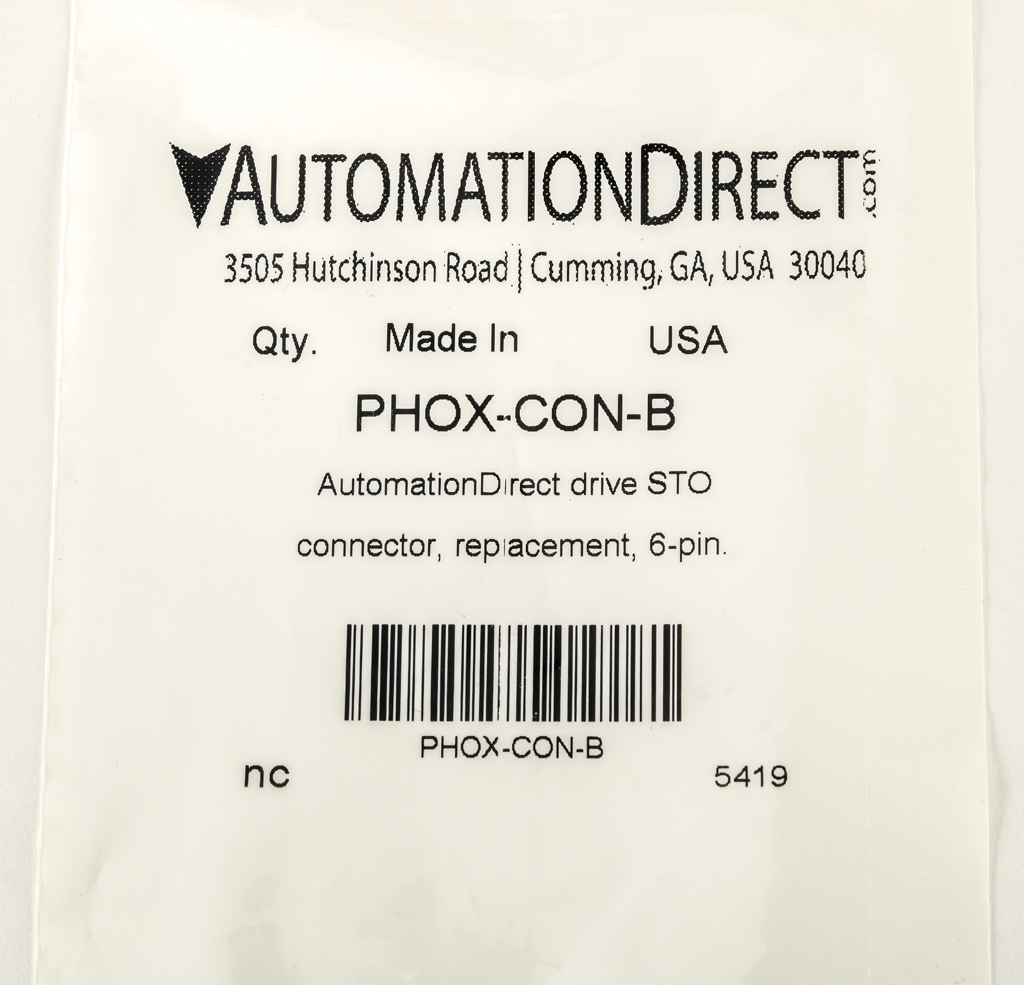 AUTOMATIONDIRECT.com
3505 Hutchinson Road | Cumming, GA, USA 30040
Qty. Made In USA
PHOX-CON-B
AutomationDirect drive STO
connector, replacement, 6-pin.
PHOX-CON-B
nc 5419